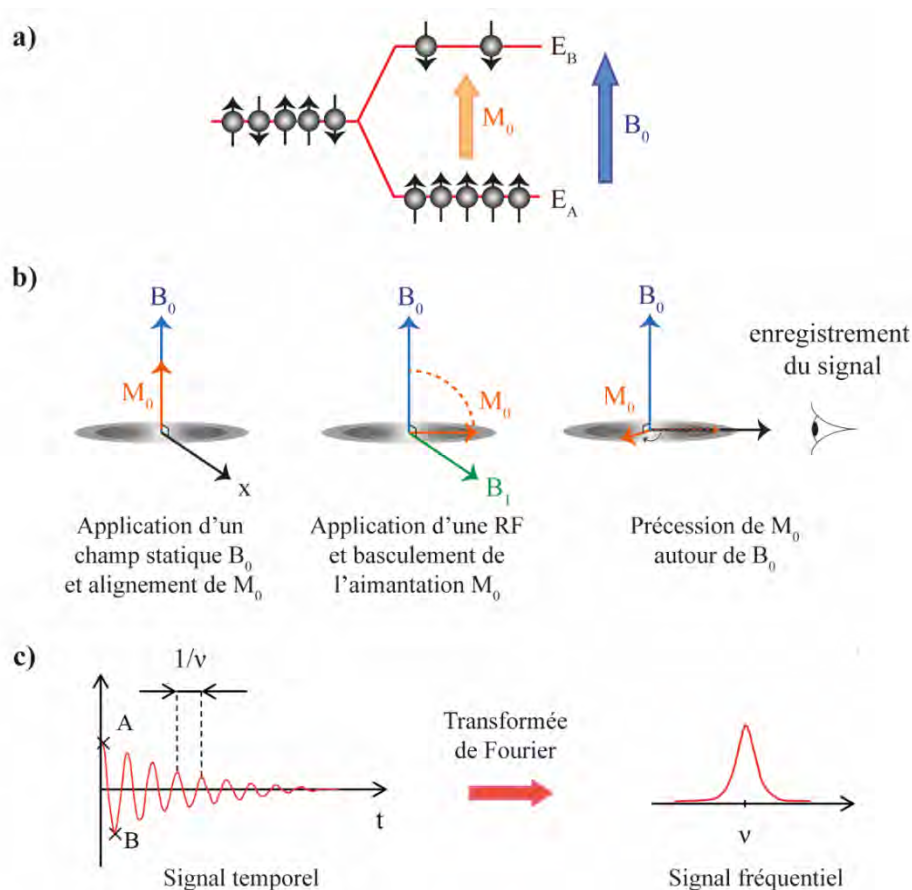 a)
E_B
M_0
B_0
E_A
b)
B_0
M_0
x
Application d'un
champ statique B_0
et alignement de M_0
B_0
M_0
B_1
Application d'une RF
et basculement de
l'aimantation M_0
B_0
M_0
enregistrement
du signal
Précession de M_0
autour de B_0
c)
1/ν
A
B
t
Signal temporel
Transformée
de Fourier
ν
Signal fréquentiel